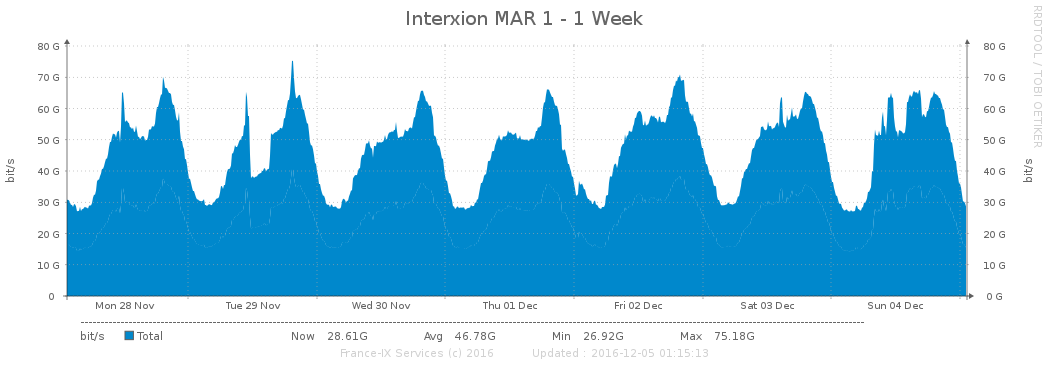 Interxion MAR 1 - 1 Week
RRDTOOL / TOBI OETIKER
bit/s
80 G 80 G
70 G 70 G
60 G 60 G
50 G 50 G
40 G 40 G
30 G 30 G
20 G 20 G
10 G 10 G
0 0 G
bit/s
Mon 28 Nov Tue 29 Nov Wed 30 Nov Thu 01 Dec Fri 02 Dec Sat 03 Dec Sun 04 Dec
bit/s Total Now 28.61G Avg 46.78G Min 26.92G Max 75.18G
France-IX Services (c) 2016 Updated : 2016-12-05 01:15:13